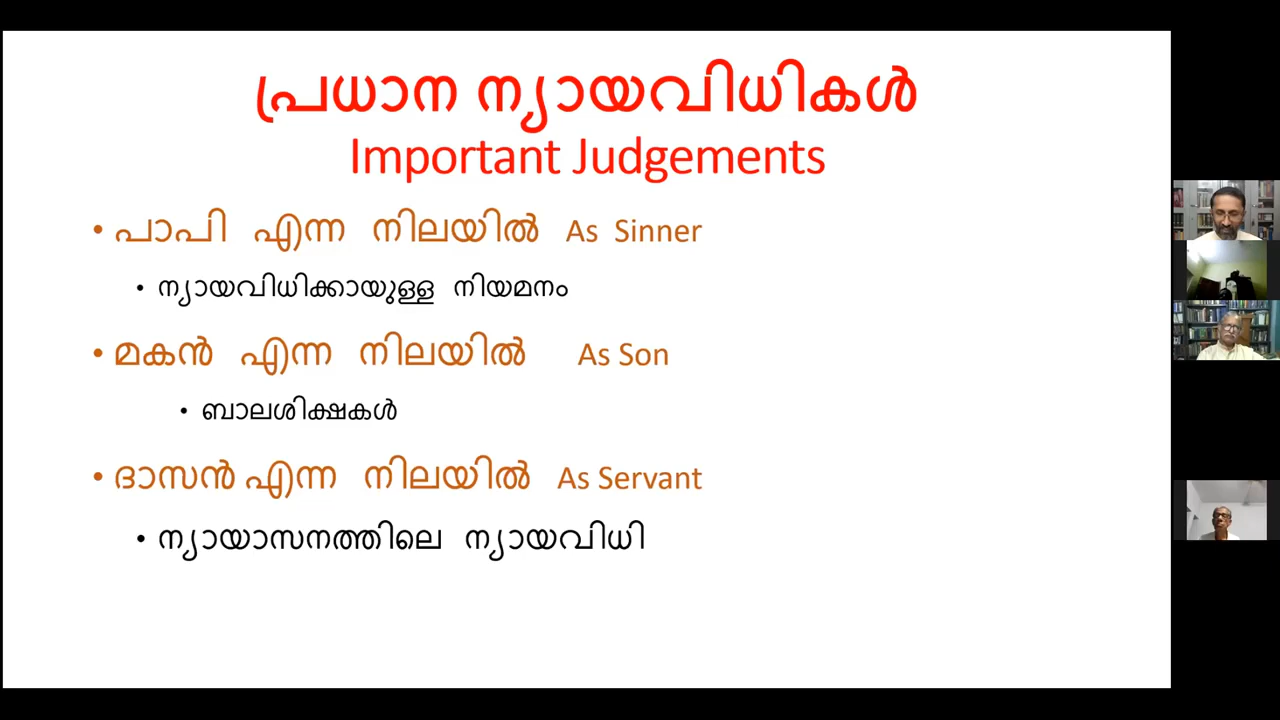 പ്രധാന ന്യായവിധികൾ
Important Judgements
• പാപി എന്ന നിലയിൽ As Sinner
• ന്യായവിധിക്കായുള്ള നിയമനം
• മകൻ എന്ന നിലയിൽ As Son
• ബാലശിക്ഷകൾ
• ദാസൻ എന്ന നിലയിൽ As Servant
• ന്യായാസനത്തിലെ ന്യായവിധി